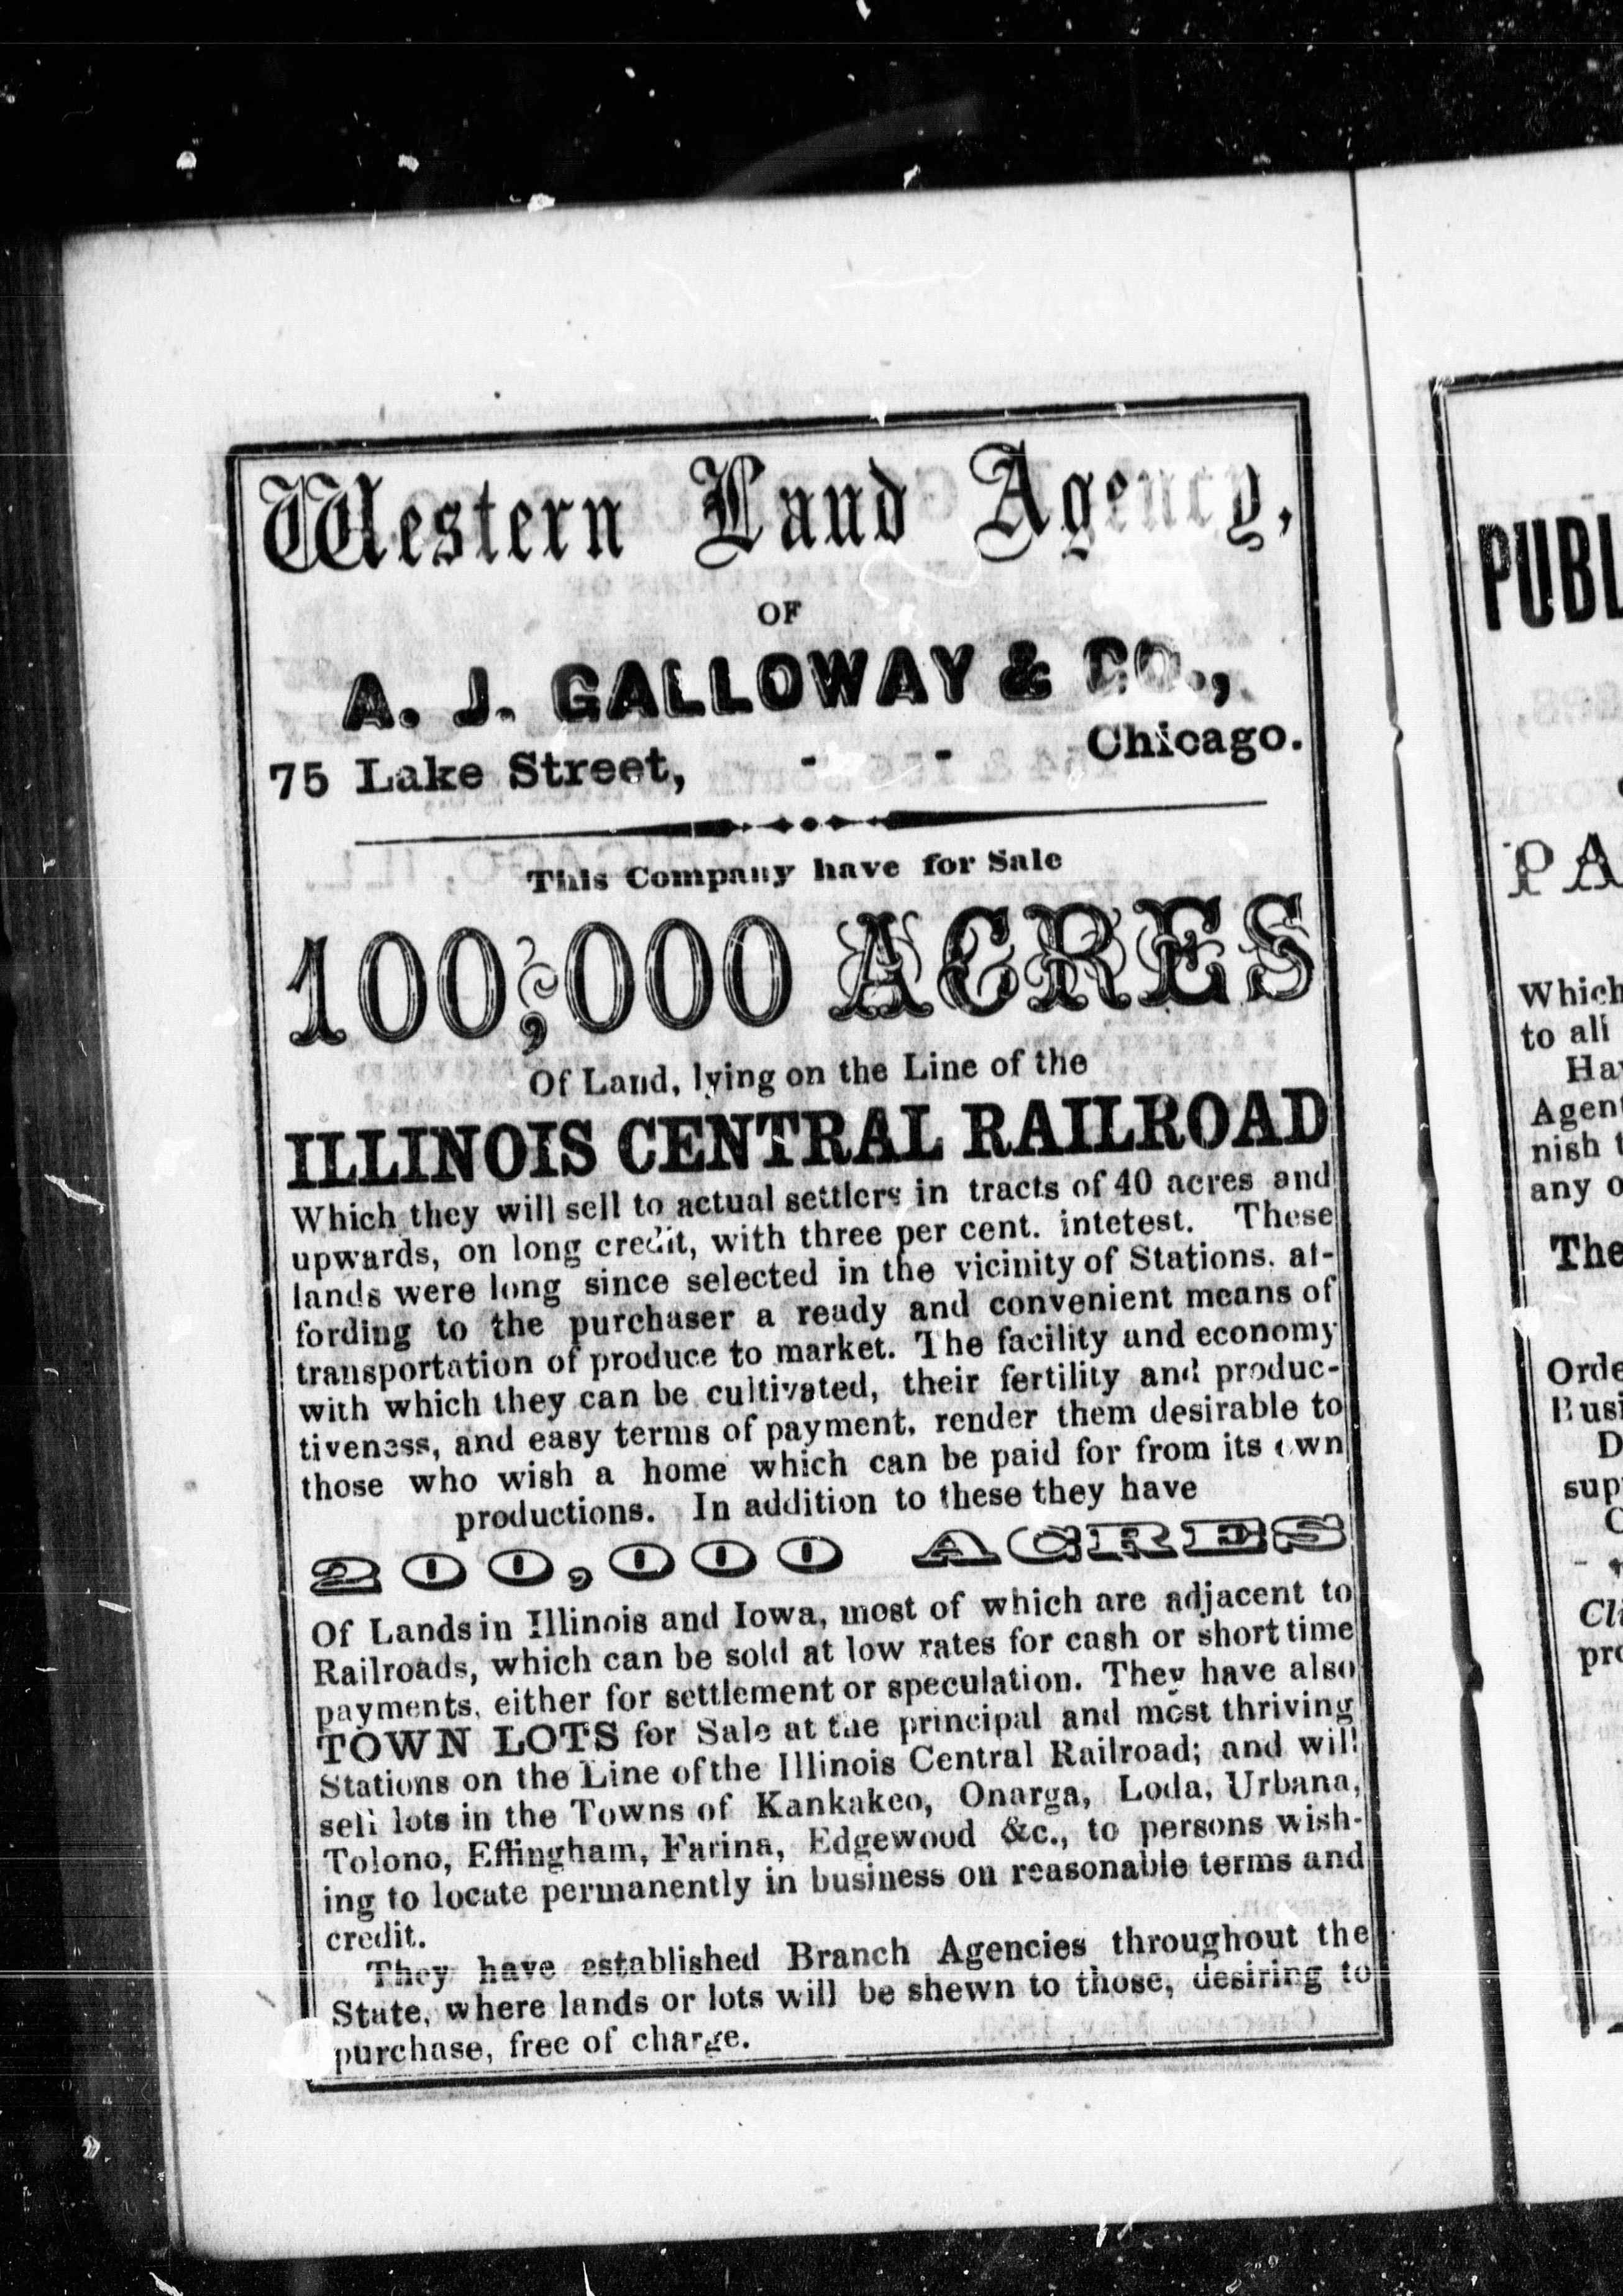 Western Land Agency,
OF
A. J. GALLOWAY & CO.,
75 Lake Street, - - Chicago.
This Company have for Sale
100,000 ACRES
Of Land, lying on the Line of the
ILLINOIS CENTRAL RAILROAD
Which they will sell to actual settlers in tracts of 40 acres and
upwards, on long credit, with three per cent. intetest. These
lands were long since selected in the vicinity of Stations, af-
fording to the purchaser a ready and convenient means of
transportation of produce to market. The facility and economy
with which they can be cultivated, their fertility and produc-
tiveness, and easy terms of payment, render them desirable to
those who wish a home which can be paid for from its own
productions. In addition to these they have
200,000 ACRES
Of Lands in Illinois and Iowa, most of which are adjacent to
Railroads, which can be sold at low rates for cash or short time
payments, either for settlement or speculation. They have also
TOWN LOTS for Sale at the principal and most thriving
Stations on the Line of the Illinois Central Railroad; and will
sell lots in the Towns of Kankakeo, Onarga, Loda, Urbana,
Tolono, Effingham, Farina, Edgewood &c., to persons wish-
ing to locate permanently in business on reasonable terms and
credit.
They have established Branch Agencies throughout the
State, where lands or lots will be shewn to those, desiring to
purchase, free of charge.
PUBL
PA
Which
to all
Hav
Agent
nish t
any o
The
Orde
Busi
D
sup
C
Cli
pro